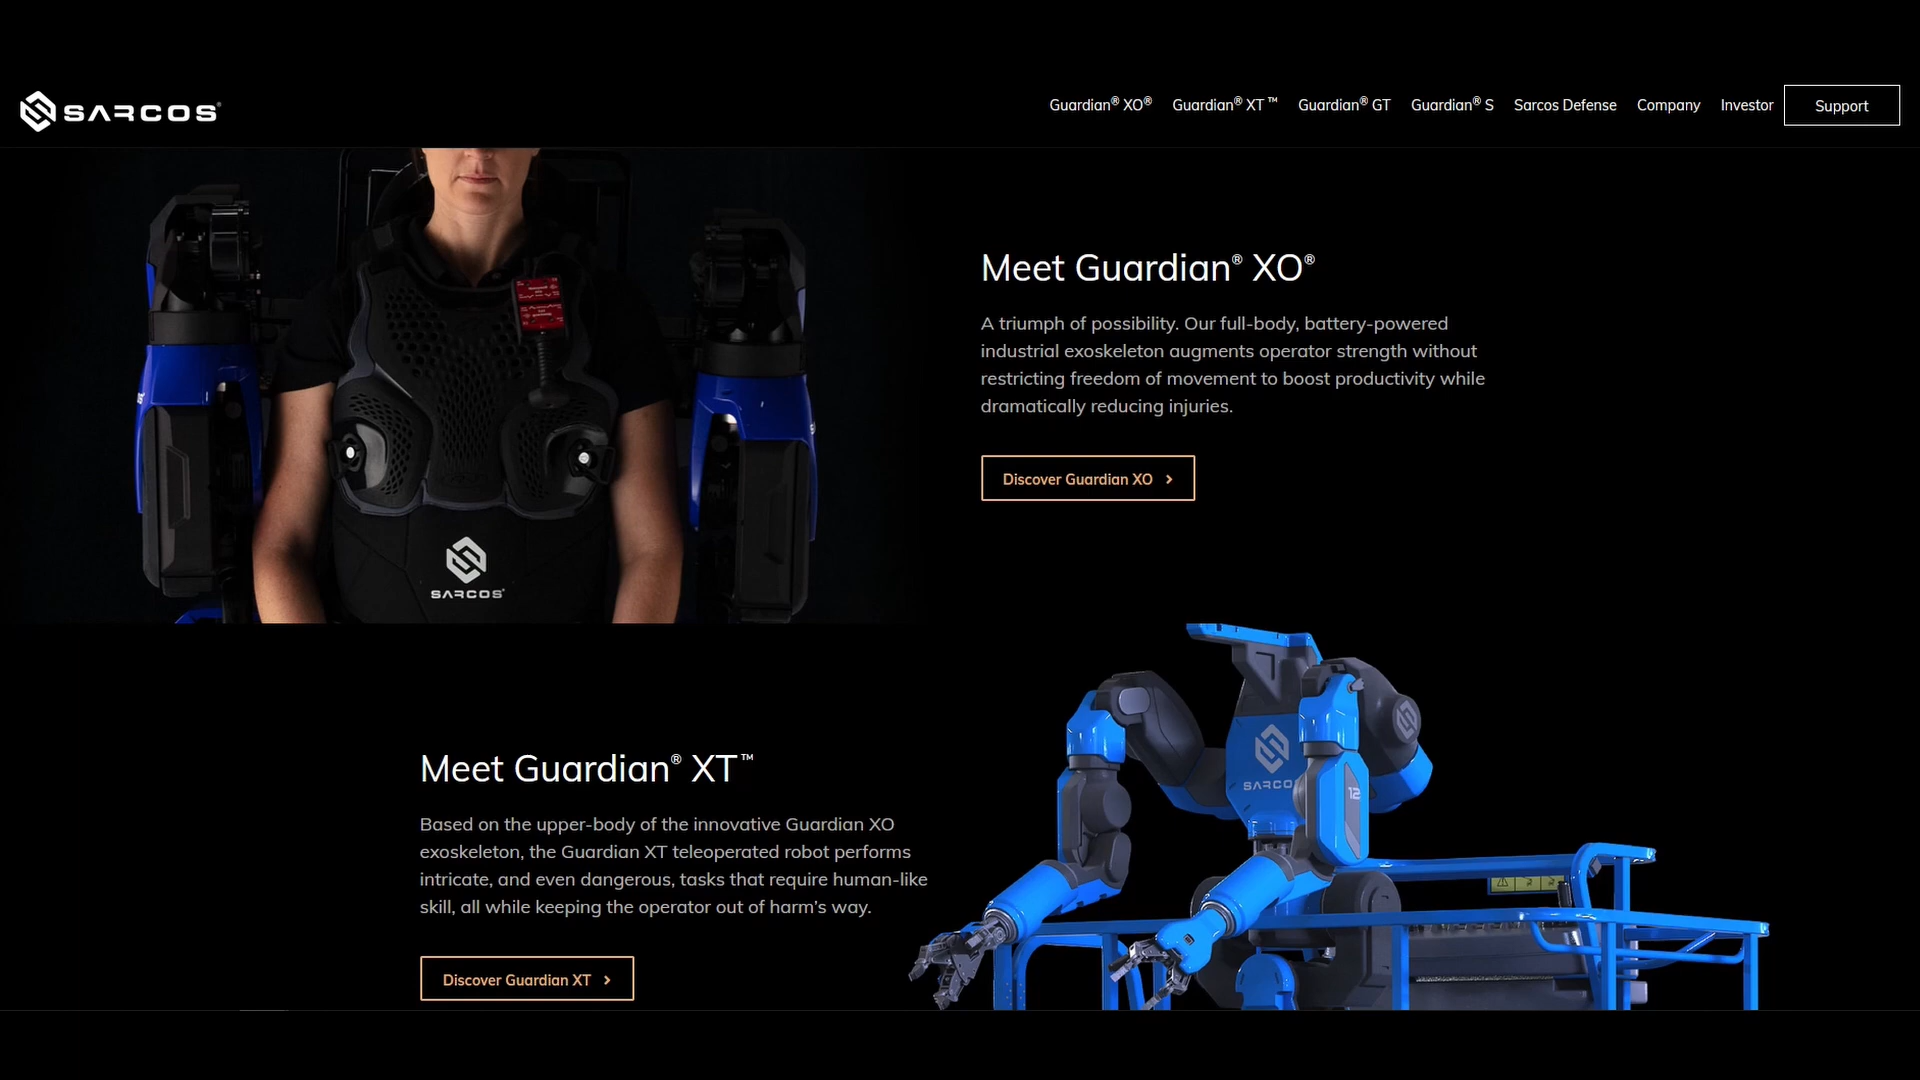 SARCOS®
Guardian® XO®
Guardian® XT™
Guardian® GT
Guardian® S
Sarcos Defense
Company
Investor
Support
Meet Guardian® XO®
A triumph of possibility. Our full-body, battery-powered
industrial exoskeleton augments operator strength without
restricting freedom of movement to boost productivity while
dramatically reducing injuries.
Discover Guardian XO
SARCOS®
Meet Guardian® XT™
Based on the upper-body of the innovative Guardian XO
exoskeleton, the Guardian XT teleoperated robot performs
intricate, and even dangerous, tasks that require human-like
skill, all while keeping the operator out of harm’s way.
Discover Guardian XT
SARCO
12